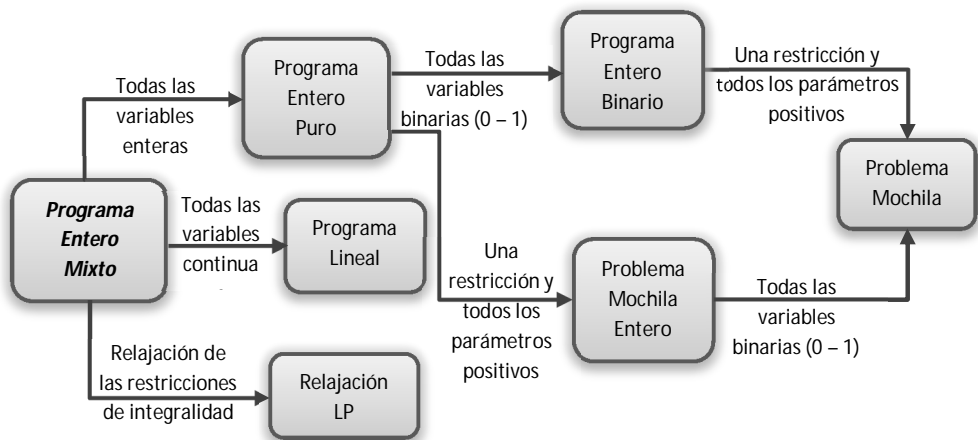 Programa
Entero
Mixto
Todas las
variables
enteras
Programa
Entero
Puro
Todas las
variables
binarias (0 – 1)
Programa
Entero
Binario
Una restricción y
todos los parámetros
positivos
Problema
Mochila
Todas las
variables
continua
Programa
Lineal
Una
restricción y
todos los
parámetros
positivos
Problema
Mochila
Entero
Todas las
variables
binarias (0 – 1)
Relajación de
las restricciones
de integralidad
Relajación
LP